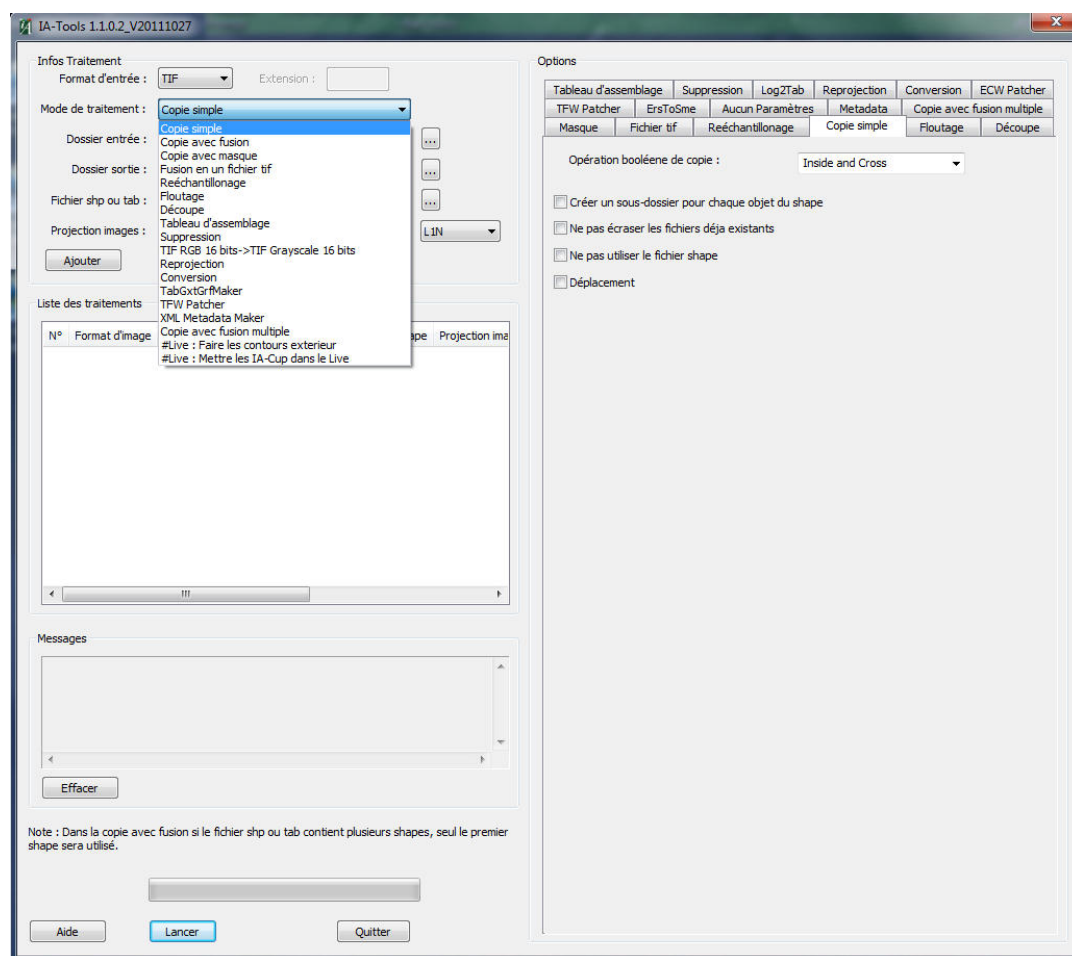 IA-Tools 1.1.0.2_V20111027
x
Infos Traitement
Format d'entrée : TIF Extension :
Mode de traitement : Copie simple
Copie simple
Copie avec fusion
Copie avec masque
Fusion en un fichier tif
Reéchantillonage
Floutage
Découpe
Tableau d'assemblage
Suppression
TIF RGB 16 bits->TIF Grayscale 16 bits
Reprojection
Conversion
TabGxtGrfMaker
TFW Patcher
XML Metadata Maker
Copie avec fusion multiple
#Live : Faire les contours exterieur
#Live : Mettre les IA-Cup dans le Live
Dossier entrée : ...
Dossier sortie : ...
Fichier shp ou tab : ...
Projection images : L1N
Ajouter
Liste des traitements
N° Format d'image ape Projection ima
Messages
Effacer
Note : Dans la copie avec fusion si le fichier shp ou tab contient plusieurs shapes, seul le premier
shape sera utilisé.
Aide Lancer Quitter
Options
Tableau d'assemblage Suppression Log2Tab Reprojection Conversion ECW Patcher
TFW Patcher ErsToSme Aucun Paramètres Metadata Copie avec fusion multiple
Masque Fichier tif Reéchantillonage Copie simple Floutage Découpe
Opération booléene de copie : Inside and Cross
Créer un sous-dossier pour chaque objet du shape
Ne pas écraser les fichiers déja existants
Ne pas utiliser le fichier shape
Déplacement